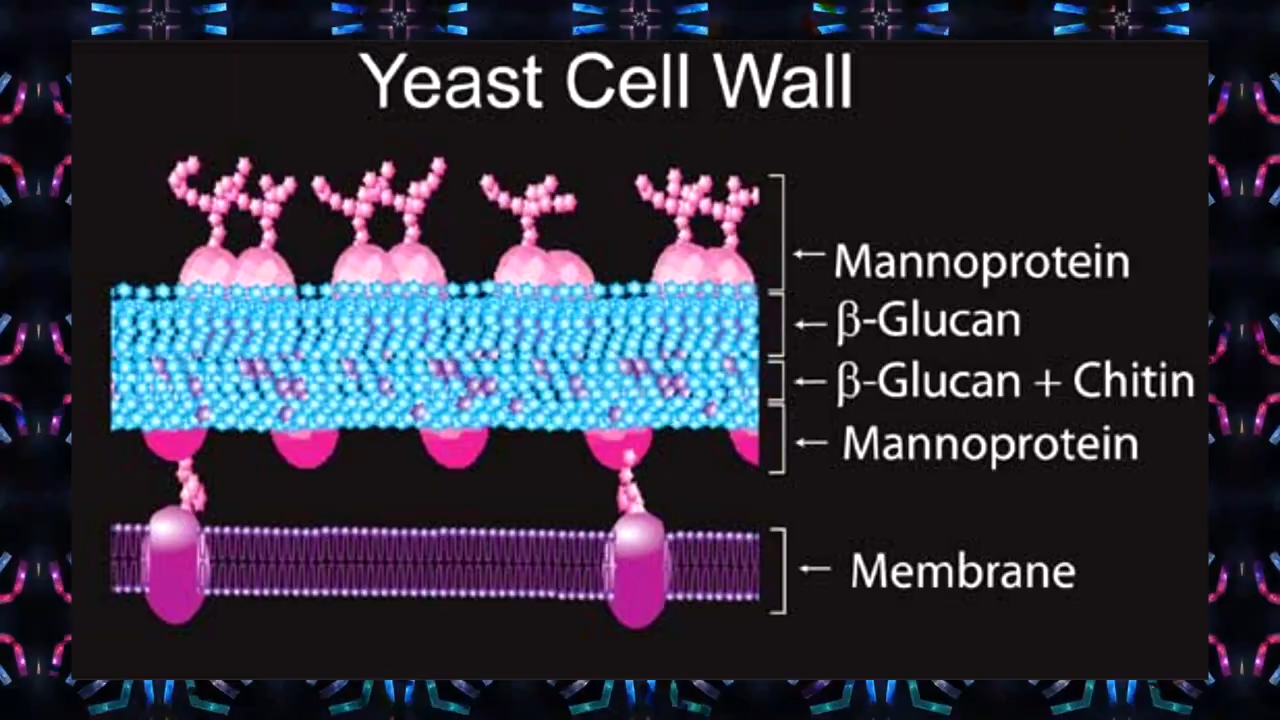 Yeast Cell Wall
Mannoprotein
β-Glucan
β-Glucan + Chitin
Mannoprotein
Membrane